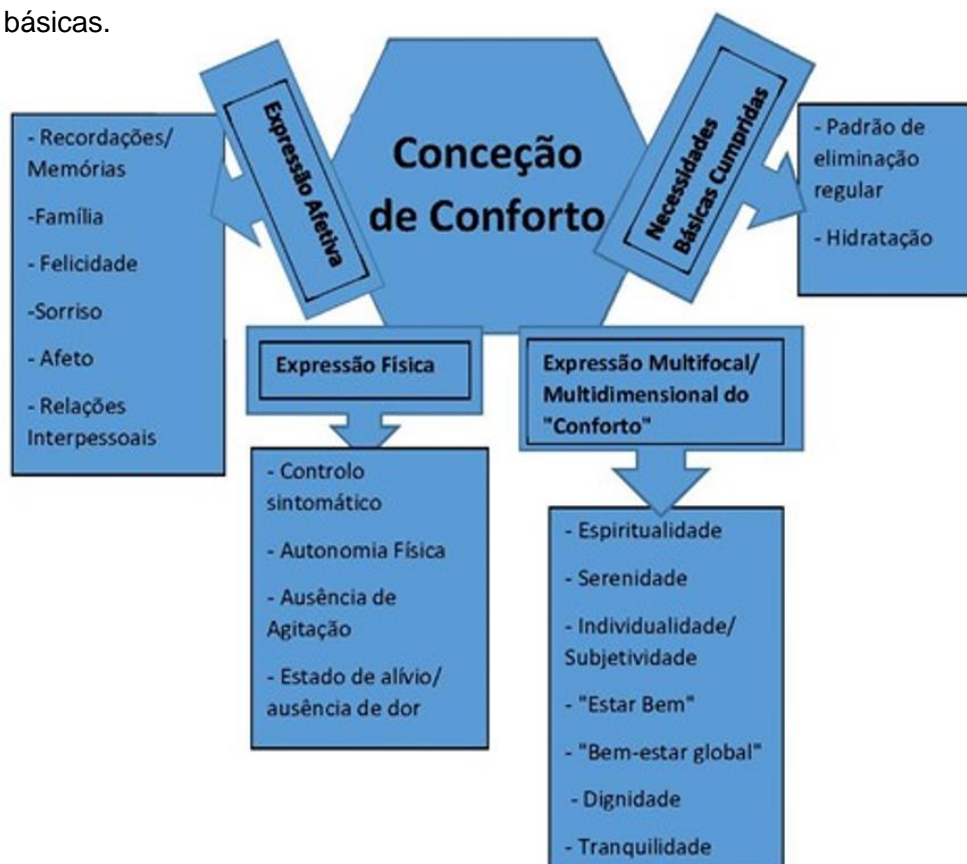 básicas.
Conceção
de Conforto
Expressão Afetiva
- Recordações/
Memórias
-Família
- Felicidade
-Sorriso
- Afeto
- Relações
Interpessoais
Necessidades
Básicas Cumpridas
- Padrão de
eliminação
regular
- Hidratação
Expressão Física
- Controlo
sintomático
- Autonomia Física
- Ausência de
Agitação
- Estado de alívio/
ausência de dor
Expressão Multifocal/
Multidimensional do
"Conforto"
- Espiritualidade
- Serenidade
- Individualidade/
Subjetividade
- "Estar Bem"
- "Bem-estar global"
- Dignidade
- Tranquilidade